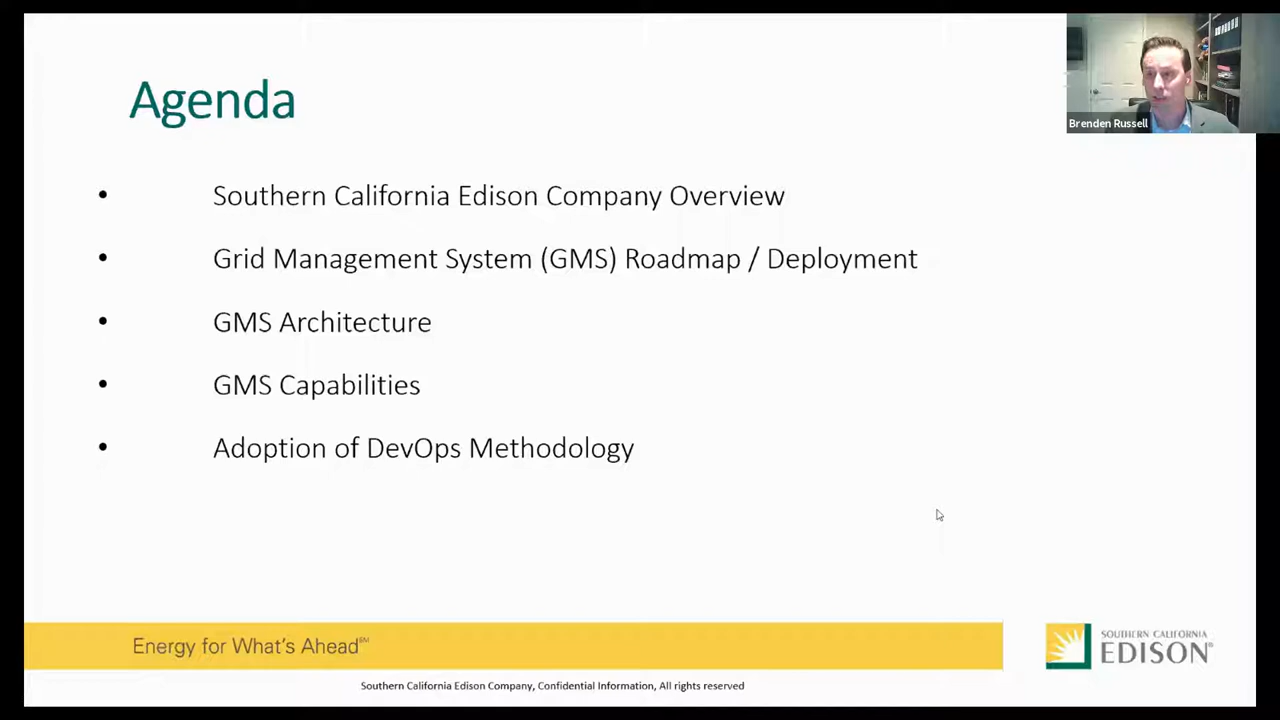 Agenda
Brenden Russell
• Southern California Edison Company Overview
• Grid Management System (GMS) Roadmap / Deployment
• GMS Architecture
• GMS Capabilities
• Adoption of DevOps Methodology
Energy for What's Ahead℠
SOUTHERN CALIFORNIA
EDISON®
Southern California Edison Company, Confidential Information, All rights reserved